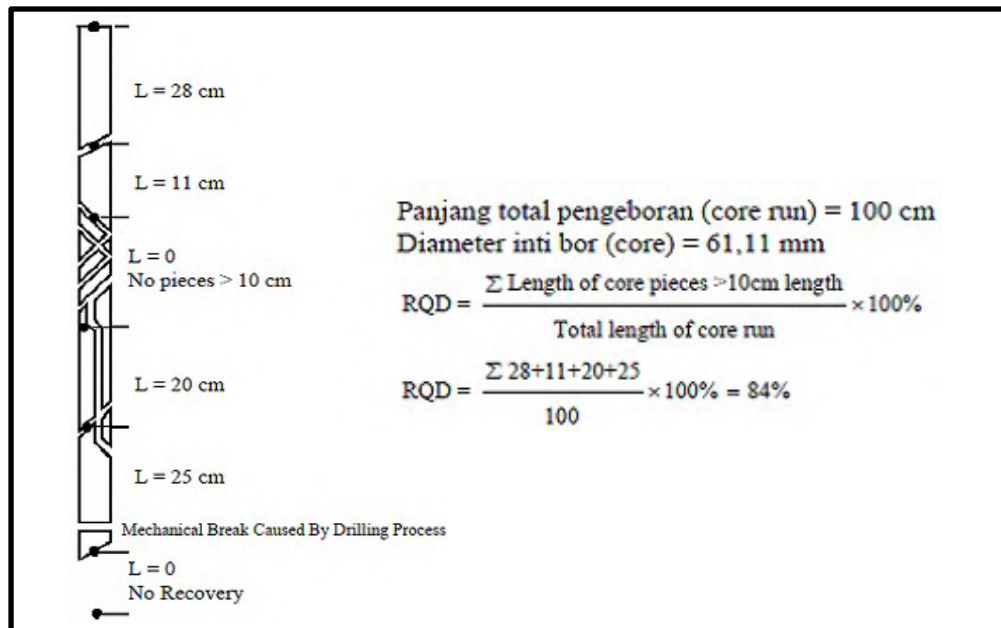 L = 28 cm
L = 11 cm
L = 0
No pieces > 10 cm
L = 20 cm
L = 25 cm
Mechanical Break Caused By Drilling Process
L = 0
No Recovery
Panjang total pengeboran (core run) = 100 cm
Diameter inti bor (core) = 61,11 mm
RQD = Σ Length of core pieces >10cm length / Total length of core run × 100%
RQD = Σ 28+11+20+25 / 100 × 100% = 84%